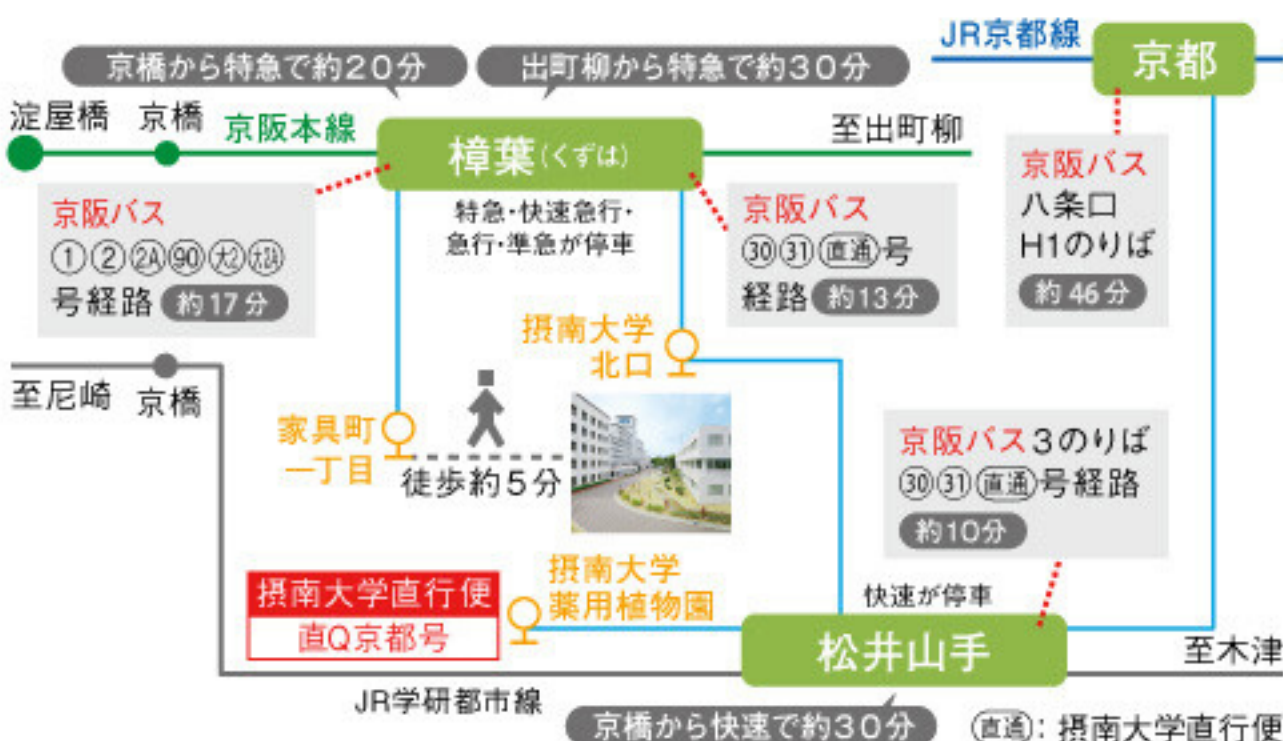 JR京都線
京都
京橋から特急で約20分
出町柳から特急で約30分
淀屋橋
京橋
京阪本線
樟葉(くずは)
至出町柳
特急・快速急行・
急行・準急が停車
京阪バス
①②2A90大2大2A
号経路 約17分
京阪バス
㉚㉛直通号
経路 約13分
京阪バス
八条口
H1のりば
約46分
摂南大学
北口
至尼崎
京橋
家具町
一丁目
徒歩約5分
京阪バス3のりば
㉚㉛直通号経路
約10分
摂南大学直行便
直Q京都号
摂南大学
薬用植物園
快速が停車
松井山手
至木津
JR学研都市線
京橋から快速で約30分
直通: 摂南大学直行便